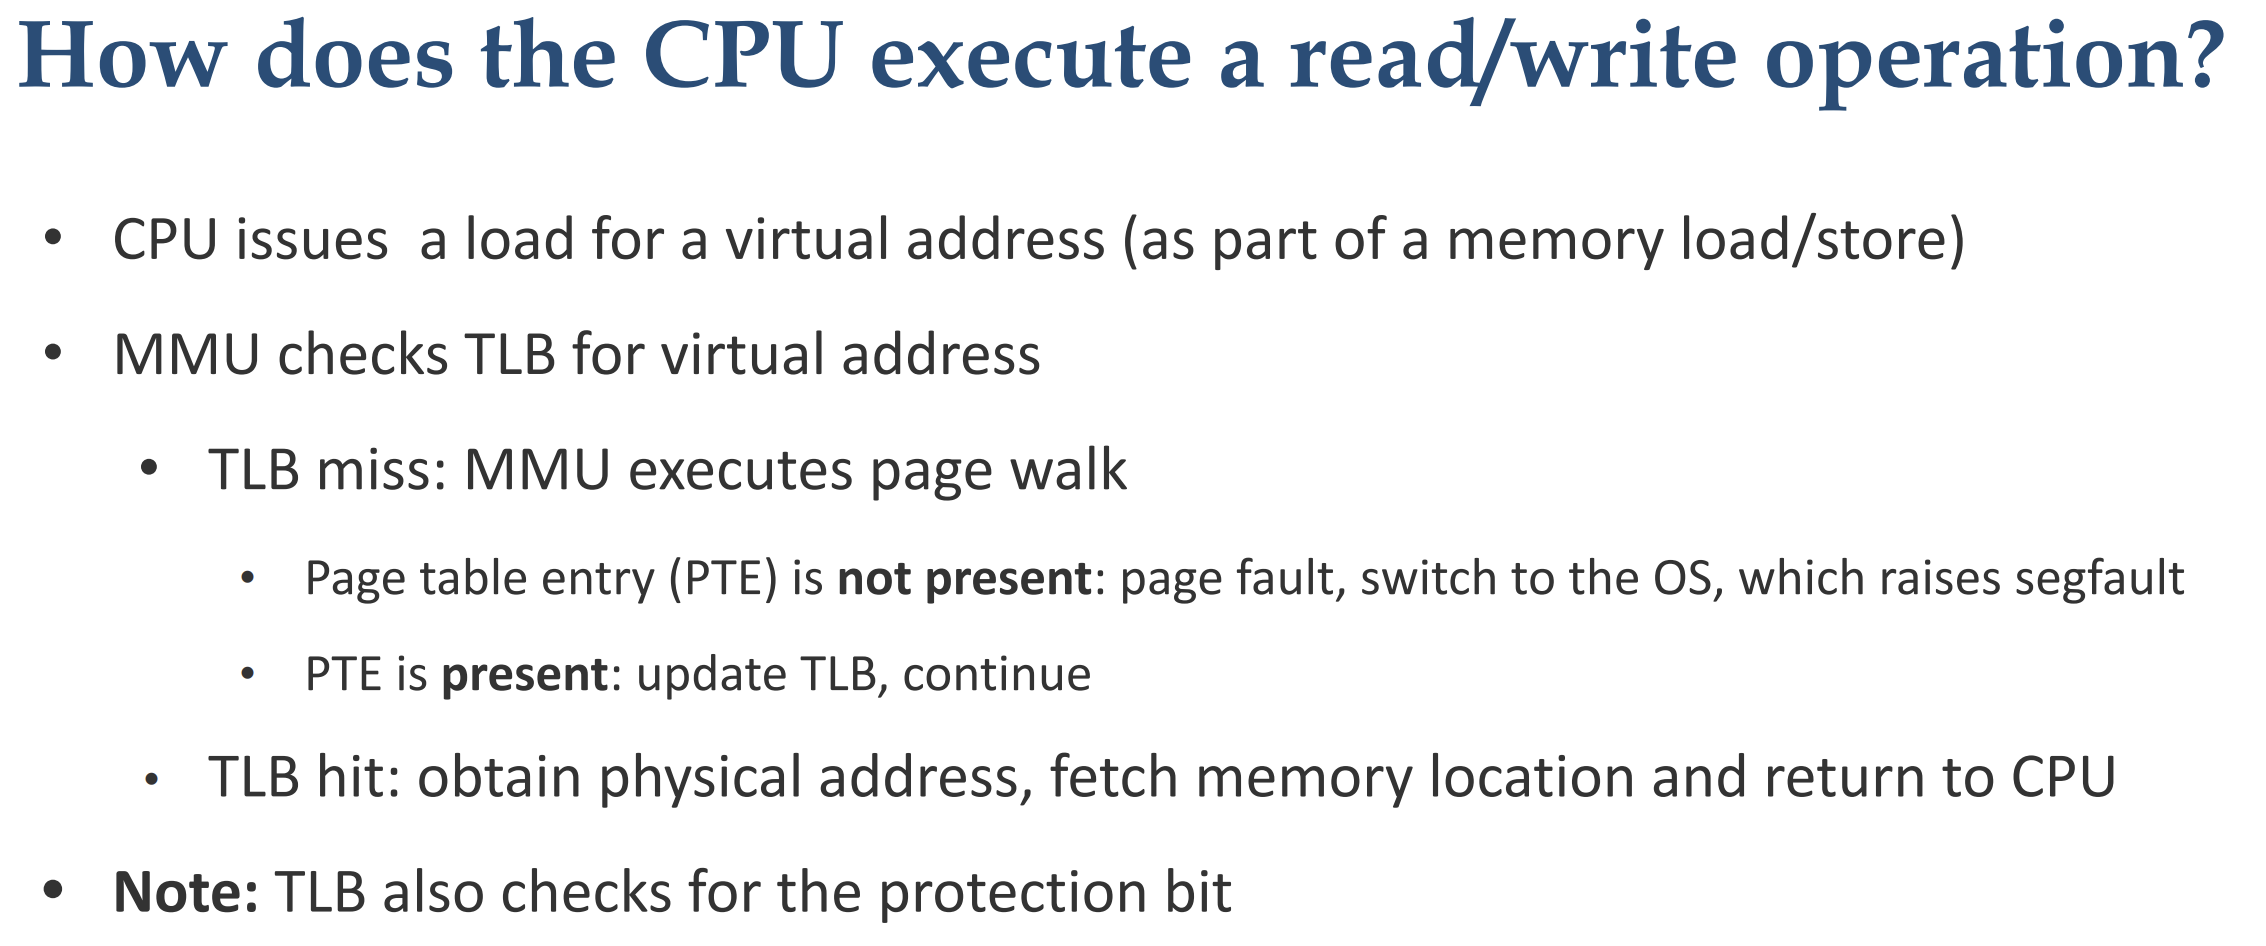 How does the CPU execute a read/write operation?
• CPU issues  a load for a virtual address (as part of a memory load/store)
• MMU checks TLB for virtual address
• TLB miss: MMU executes page walk
• Page table entry (PTE) is not present: page fault, switch to the OS, which raises segfault
• PTE is present: update TLB, continue
• TLB hit: obtain physical address, fetch memory location and return to CPU
• Note: TLB also checks for the protection bit